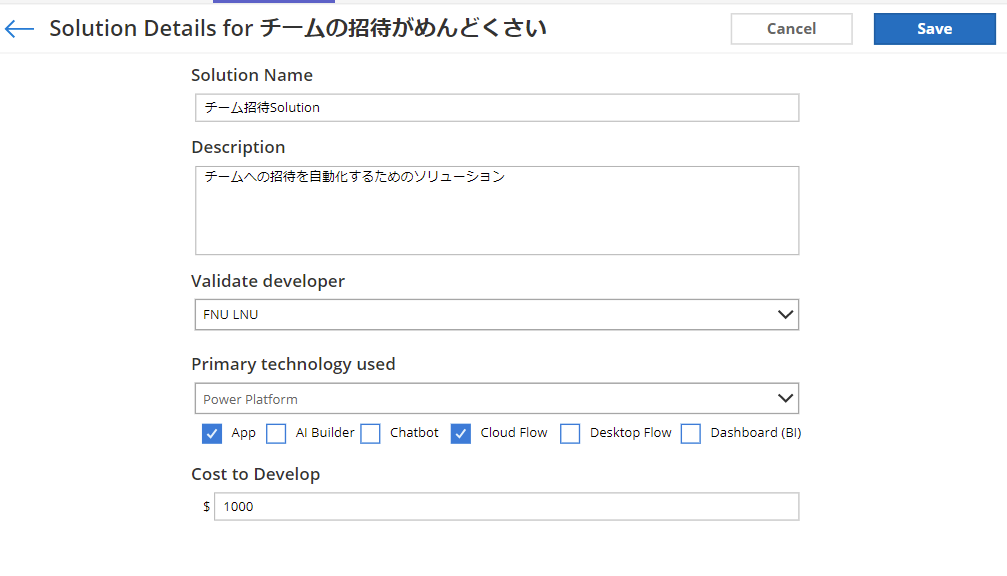 Solution Details for チームの招待がめんどくさい
Cancel
Save
Solution Name
チーム招待Solution
Description
チームへの招待を自動化するためのソリューション
Validate developer
FNU LNU
Primary technology used
Power Platform
App AI Builder Chatbot Cloud Flow Desktop Flow Dashboard (BI)
Cost to Develop
$ 1000